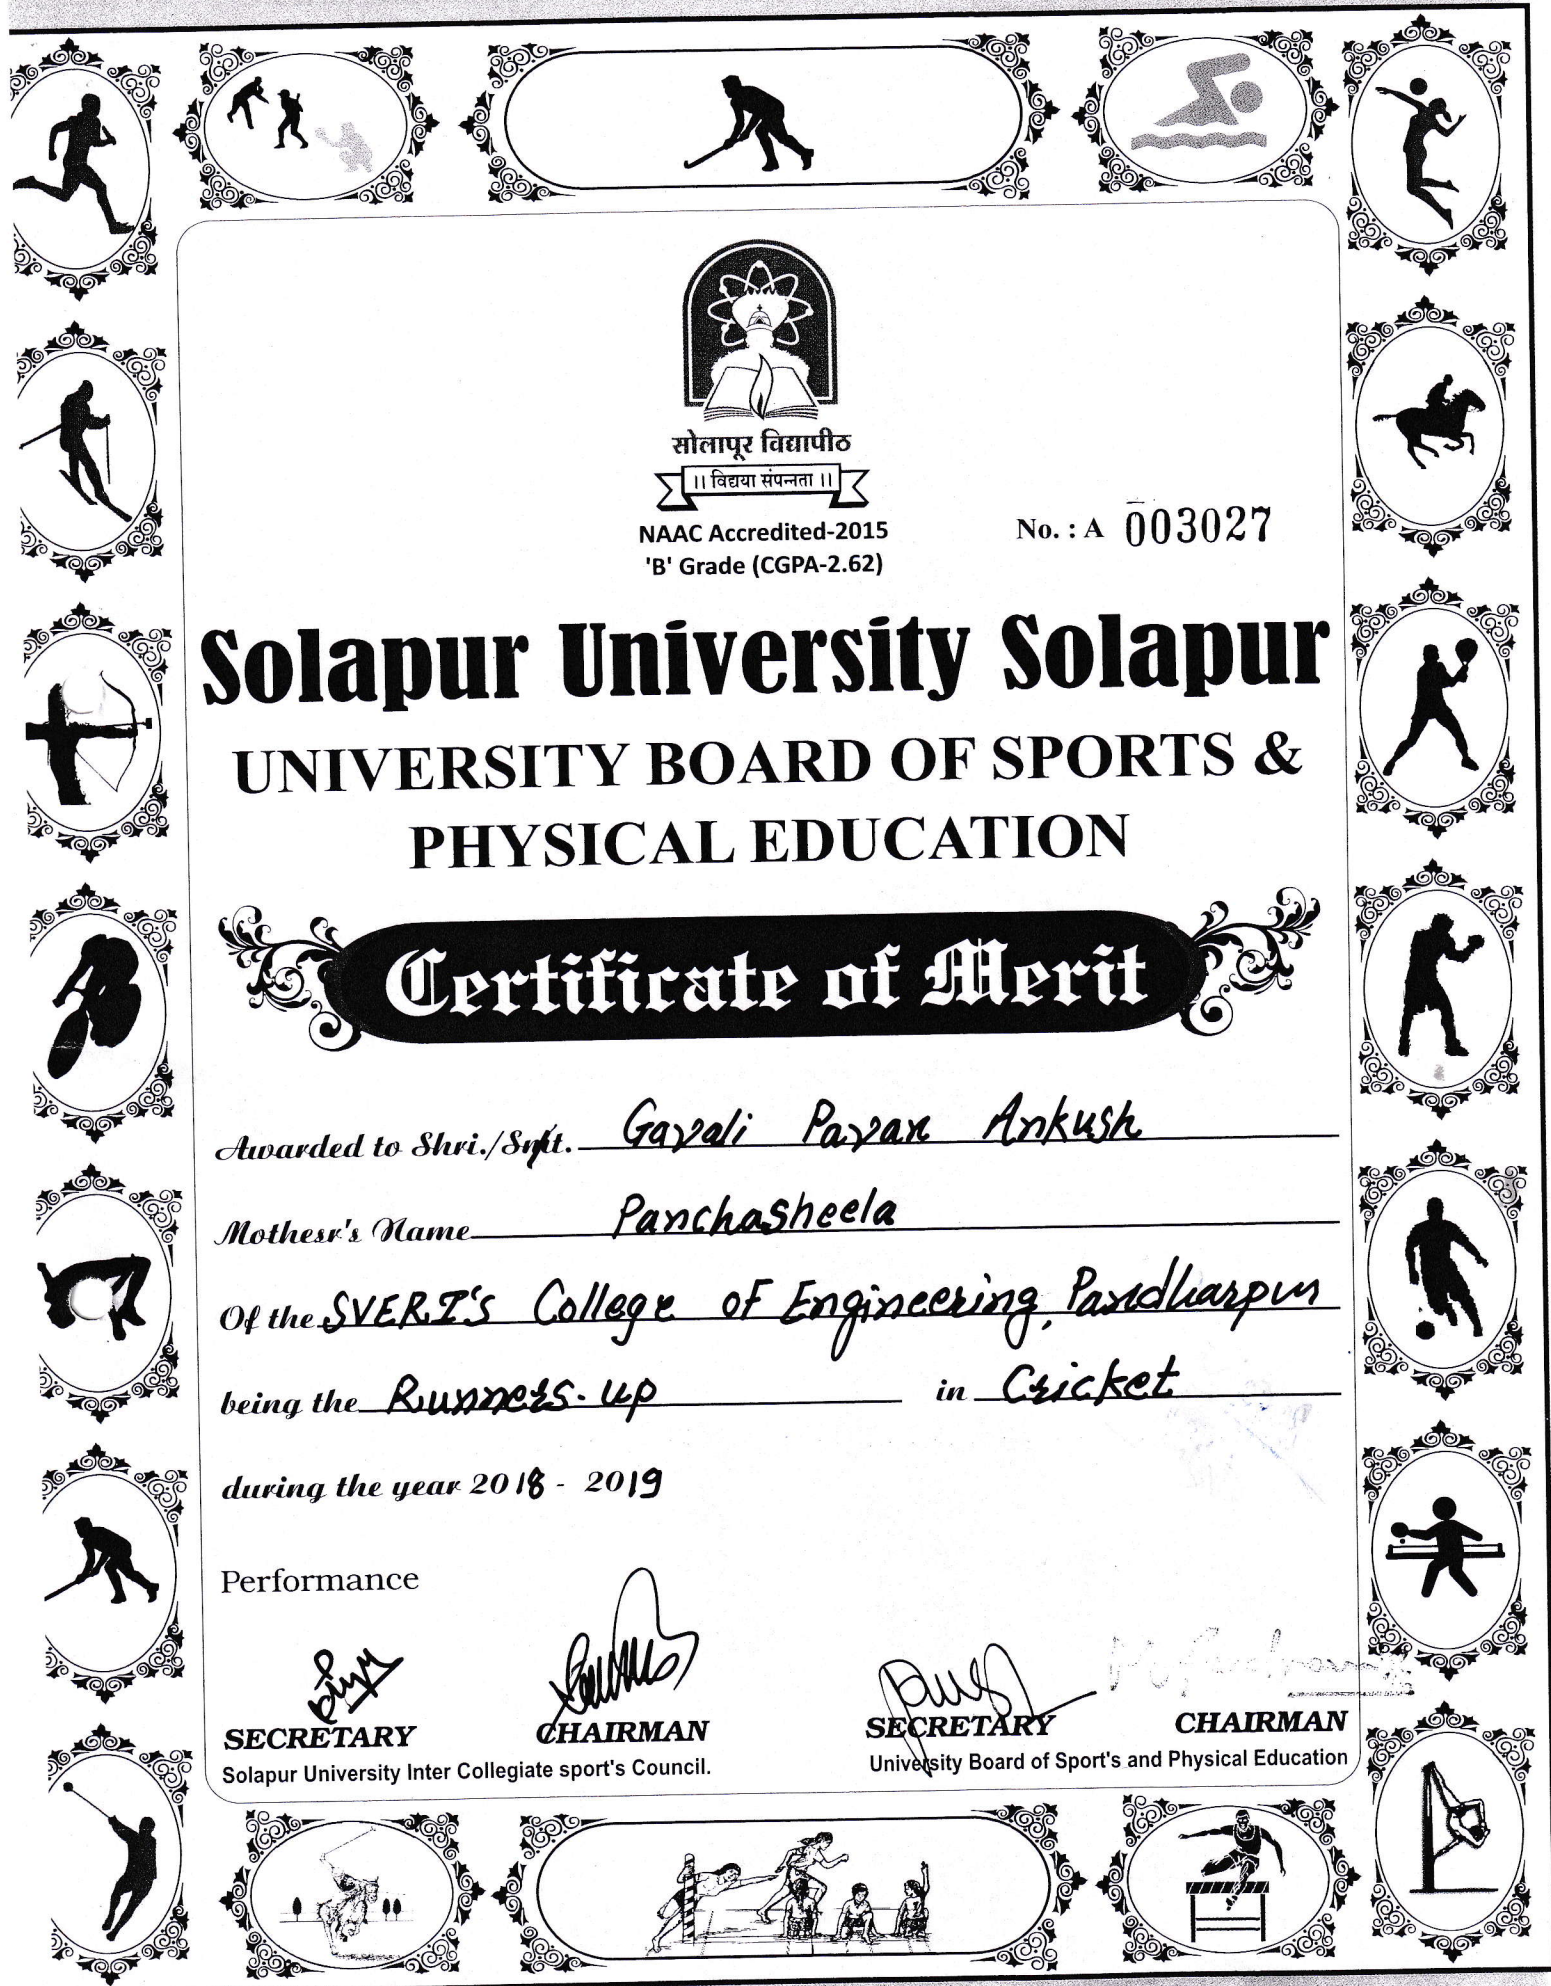 सोलापूर विद्यापीठ
।। विद्यया संपन्नता ।।
NAAC Accredited-2015
'B' Grade (CGPA-2.62)
No. : A 003027
Solapur University Solapur
UNIVERSITY BOARD OF SPORTS &
PHYSICAL EDUCATION
Certificate of Merit
Awarded to Shri./Smt. Gavali Pavan Ankush
Mothesr's Name Panchasheela
Of the SVERI'S College of Engineering, Pandharpur
being the Runners-up in Cricket
during the year 2018 - 2019
Performance
SECRETARY CHAIRMAN SECRETARY CHAIRMAN
Solapur University Inter Collegiate sport's Council. University Board of Sport's and Physical Education